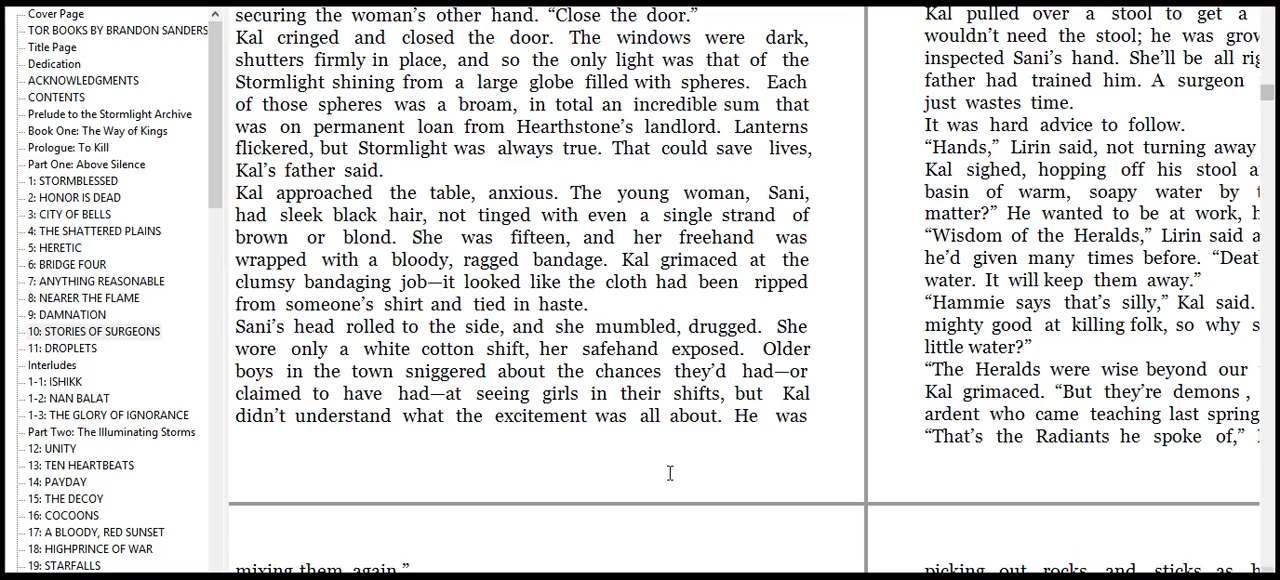 Cover Page
TOR BOOKS BY BRANDON SANDERS
Title Page
Dedication
ACKNOWLEDGMENTS
CONTENTS
Prelude to the Stormlight Archive
Book One: The Way of Kings
Prologue: To Kill
Part One: Above Silence
1: STORMBLESSED
2: HONOR IS DEAD
3: CITY OF BELLS
4: THE SHATTERED PLAINS
5: HERETIC
6: BRIDGE FOUR
7: ANYTHING REASONABLE
8: NEARER THE FLAME
9: DAMNATION
10: STORIES OF SURGEONS
11: DROPLETS
Interludes
1-1: ISHIKK
1-2: NAN BALAT
1-3: THE GLORY OF IGNORANCE
Part Two: The Illuminating Storms
12: UNITY
13: TEN HEARTBEATS
14: PAYDAY
15: THE DECOY
16: COCOONS
17: A BLOODY, RED SUNSET
18: HIGHPRINCE OF WAR
19: STARFALLS
securing the woman’s other hand. “Close the door.”
Kal cringed and closed the door. The windows were dark,
shutters firmly in place, and so the only light was that of the
Stormlight shining from a large globe filled with spheres. Each
of those spheres was a broam, in total an incredible sum that
was on permanent loan from Hearthstone’s landlord. Lanterns
flickered, but Stormlight was always true. That could save lives,
Kal’s father said.
Kal approached the table, anxious. The young woman, Sani,
had sleek black hair, not tinged with even a single strand of
brown or blond. She was fifteen, and her freehand was
wrapped with a bloody, ragged bandage. Kal grimaced at the
clumsy bandaging job—it looked like the cloth had been ripped
from someone’s shirt and tied in haste.
Sani’s head rolled to the side, and she mumbled, drugged. She
wore only a white cotton shift, her safehand exposed. Older
boys in the town sniggered about the chances they’d had—or
claimed to have had—at seeing girls in their shifts, but Kal
didn’t understand what the excitement was all about. He was
mixing them again.”
Kal pulled over a stool to get a
wouldn’t need the stool; he was grow
inspected Sani’s hand. She’ll be all rig
father had trained him. A surgeon
just wastes time.
It was hard advice to follow.
“Hands,” Lirin said, not turning away
Kal sighed, hopping off his stool a
basin of warm, soapy water by t
matter?” He wanted to be at work, h
“Wisdom of the Heralds,” Lirin said a
he’d given many times before. “Deat
water. It will keep them away.”
“Hammie says that’s silly,” Kal said.
mighty good at killing folk, so why s
little water?”
“The Heralds were wise beyond our
Kal grimaced. “But they’re demons ,
ardent who came teaching last spring
“That’s the Radiants he spoke of,”
picking out rocks and sticks as h